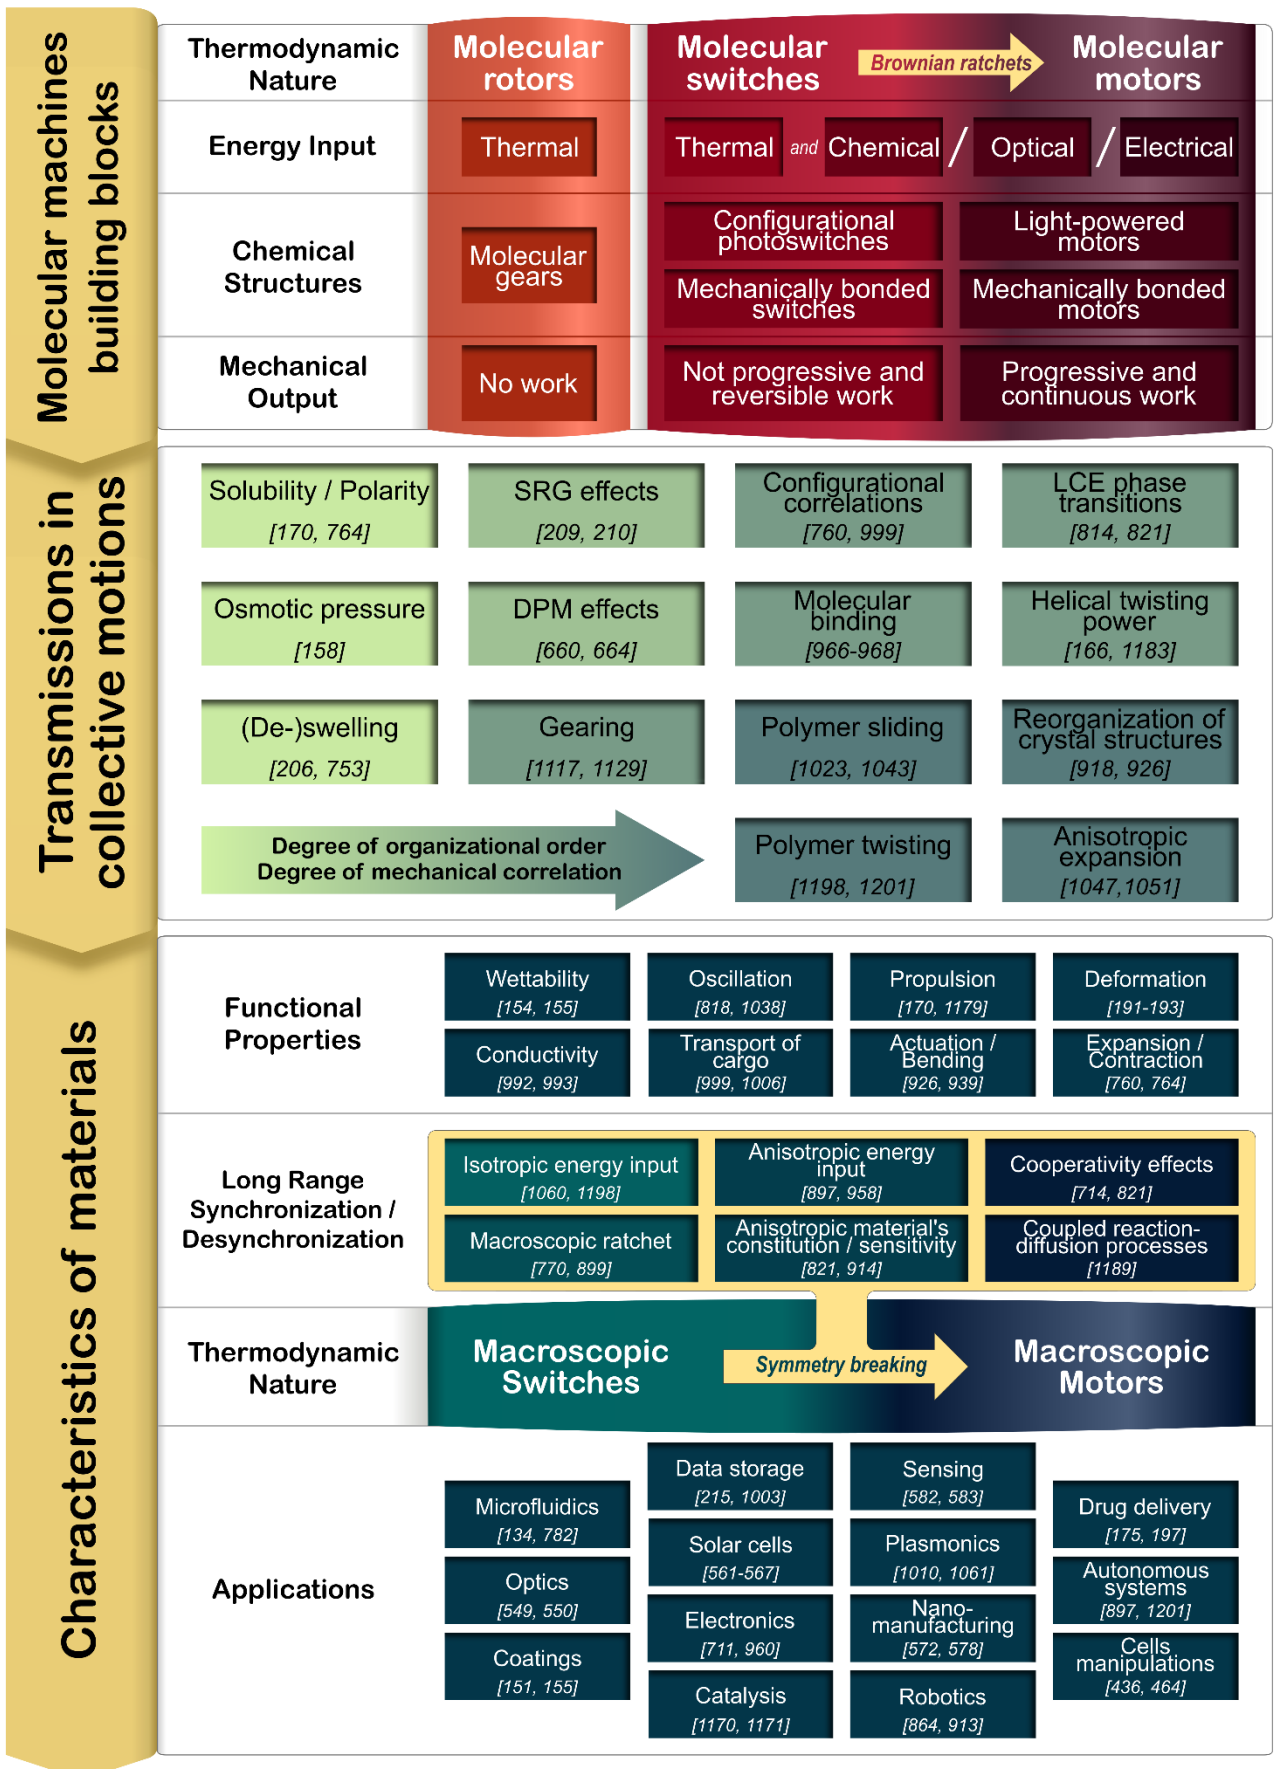 Molecular machines
building blocks
Thermodynamic
Nature
Molecular
rotors
Molecular
switches
Brownian ratchets
Molecular
motors
Energy Input
Thermal
Thermal and Chemical / Optical / Electrical
Chemical
Structures
Molecular
gears
Configurational
photoswitches
Light-powered
motors
Mechanically bonded
switches
Mechanically bonded
motors
Mechanical
Output
No work
Not progressive and
reversible work
Progressive and
continuous work
Transmissions in
collective motions
Solubility / Polarity
[170, 764]
SRG effects
[209, 210]
Configurational
correlations
[760, 999]
LCE phase
transitions
[814, 821]
Osmotic pressure
[158]
DPM effects
[660, 664]
Molecular
binding
[966-968]
Helical twisting
power
[166, 1183]
(De-)swelling
[206, 753]
Gearing
[1117, 1129]
Polymer sliding
[1023, 1043]
Reorganization of
crystal structures
[918, 926]
Degree of organizational order
Degree of mechanical correlation
Polymer twisting
[1198, 1201]
Anisotropic
expansion
[1047,1051]
Characteristics of materials
Functional
Properties
Wettability
[154, 155]
Oscillation
[818, 1038]
Propulsion
[170, 1179]
Deformation
[191-193]
Conductivity
[992, 993]
Transport of
cargo
[999, 1006]
Actuation /
Bending
[926, 939]
Expansion /
Contraction
[760, 764]
Long Range
Synchronization /
Desynchronization
Isotropic energy input
[1060, 1198]
Anisotropic energy
input
[897, 958]
Cooperativity effects
[714, 821]
Macroscopic ratchet
[770, 899]
Anisotropic material's
constitution / sensitivity
[821, 914]
Coupled reaction-
diffusion processes
[1189]
Thermodynamic
Nature
Macroscopic
Switches
Symmetry breaking
Macroscopic
Motors
Applications
Microfluidics
[134, 782]
Optics
[549, 550]
Coatings
[151, 155]
Data storage
[215, 1003]
Solar cells
[561-567]
Electronics
[711, 960]
Catalysis
[1170, 1171]
Sensing
[582, 583]
Plasmonics
[1010, 1061]
Nano-
manufacturing
[572, 578]
Robotics
[864, 913]
Drug delivery
[175, 197]
Autonomous
systems
[897, 1201]
Cells
manipulations
[436, 464]